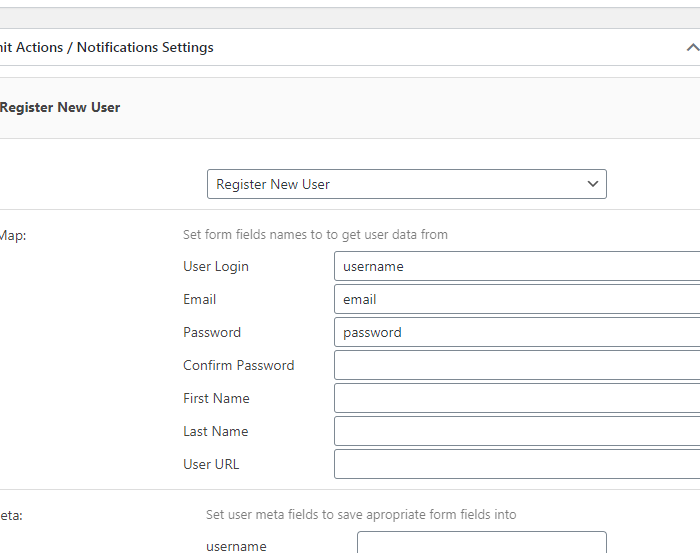 nit Actions / Notifications Settings
Register New User
Register New User
Map:
Set form fields names to to get user data from
User Login
username
Email
email
Password
password
Confirm Password
First Name
Last Name
User URL
eta:
Set user meta fields to save apropriate form fields into
username